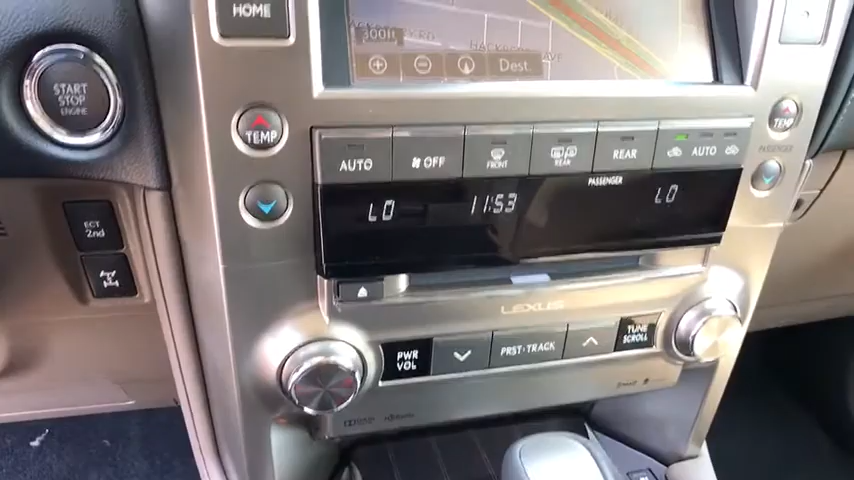 HOME
300ft
Dest.
START
STOP
ENGINE
TEMP
TEMP
PASSENGER
AUTO
OFF
FRONT
REAR
REAR
AUTO
PASSENGER
LO
11:53
LO
ECT
2nd
LEXUS
PWR
VOL
PRST•TRACK
TUNE
SCROLL